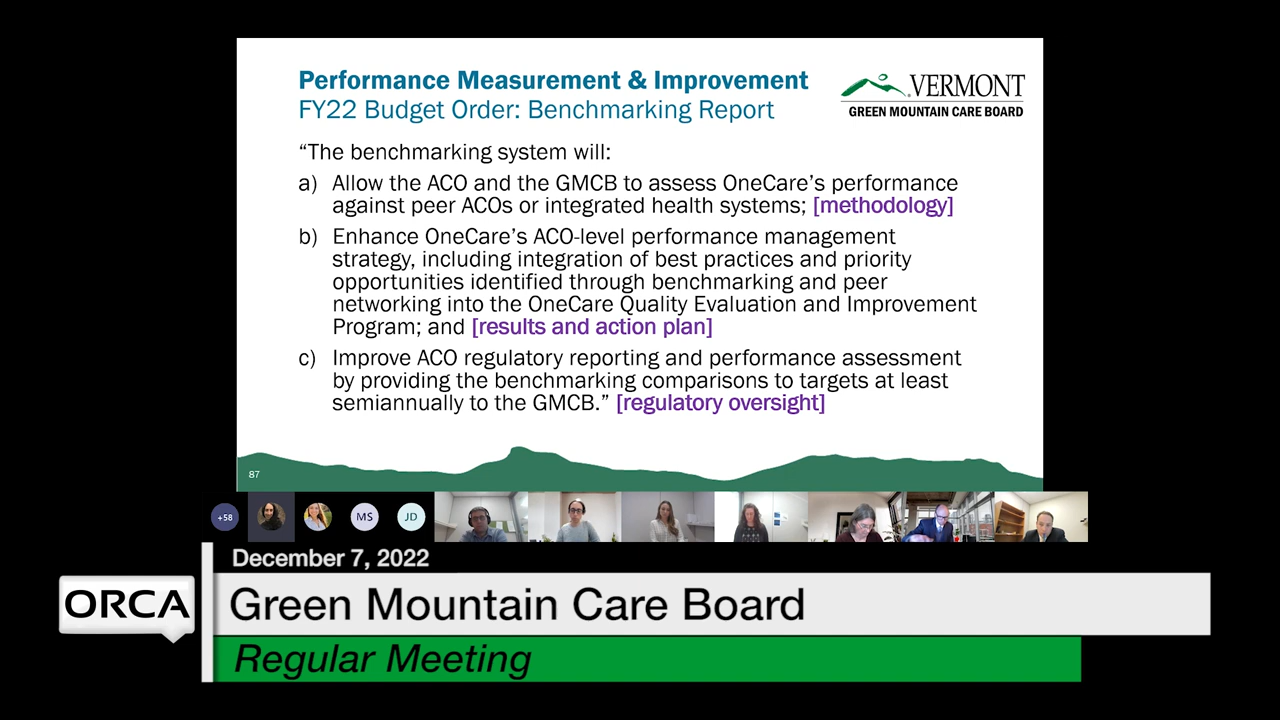 Performance Measurement & Improvement
FY22 Budget Order: Benchmarking Report
VERMONT
GREEN MOUNTAIN CARE BOARD
“The benchmarking system will:
a) Allow the ACO and the GMCB to assess OneCare’s performance
against peer ACOs or integrated health systems; [methodology]
b) Enhance OneCare’s ACO-level performance management
strategy, including integration of best practices and priority
opportunities identified through benchmarking and peer
networking into the OneCare Quality Evaluation and Improvement
Program; and [results and action plan]
c) Improve ACO regulatory reporting and performance assessment
by providing the benchmarking comparisons to targets at least
semiannually to the GMCB.” [regulatory oversight]
87
+58
MS
JD
December 7, 2022
ORCA
Green Mountain Care Board
Regular Meeting